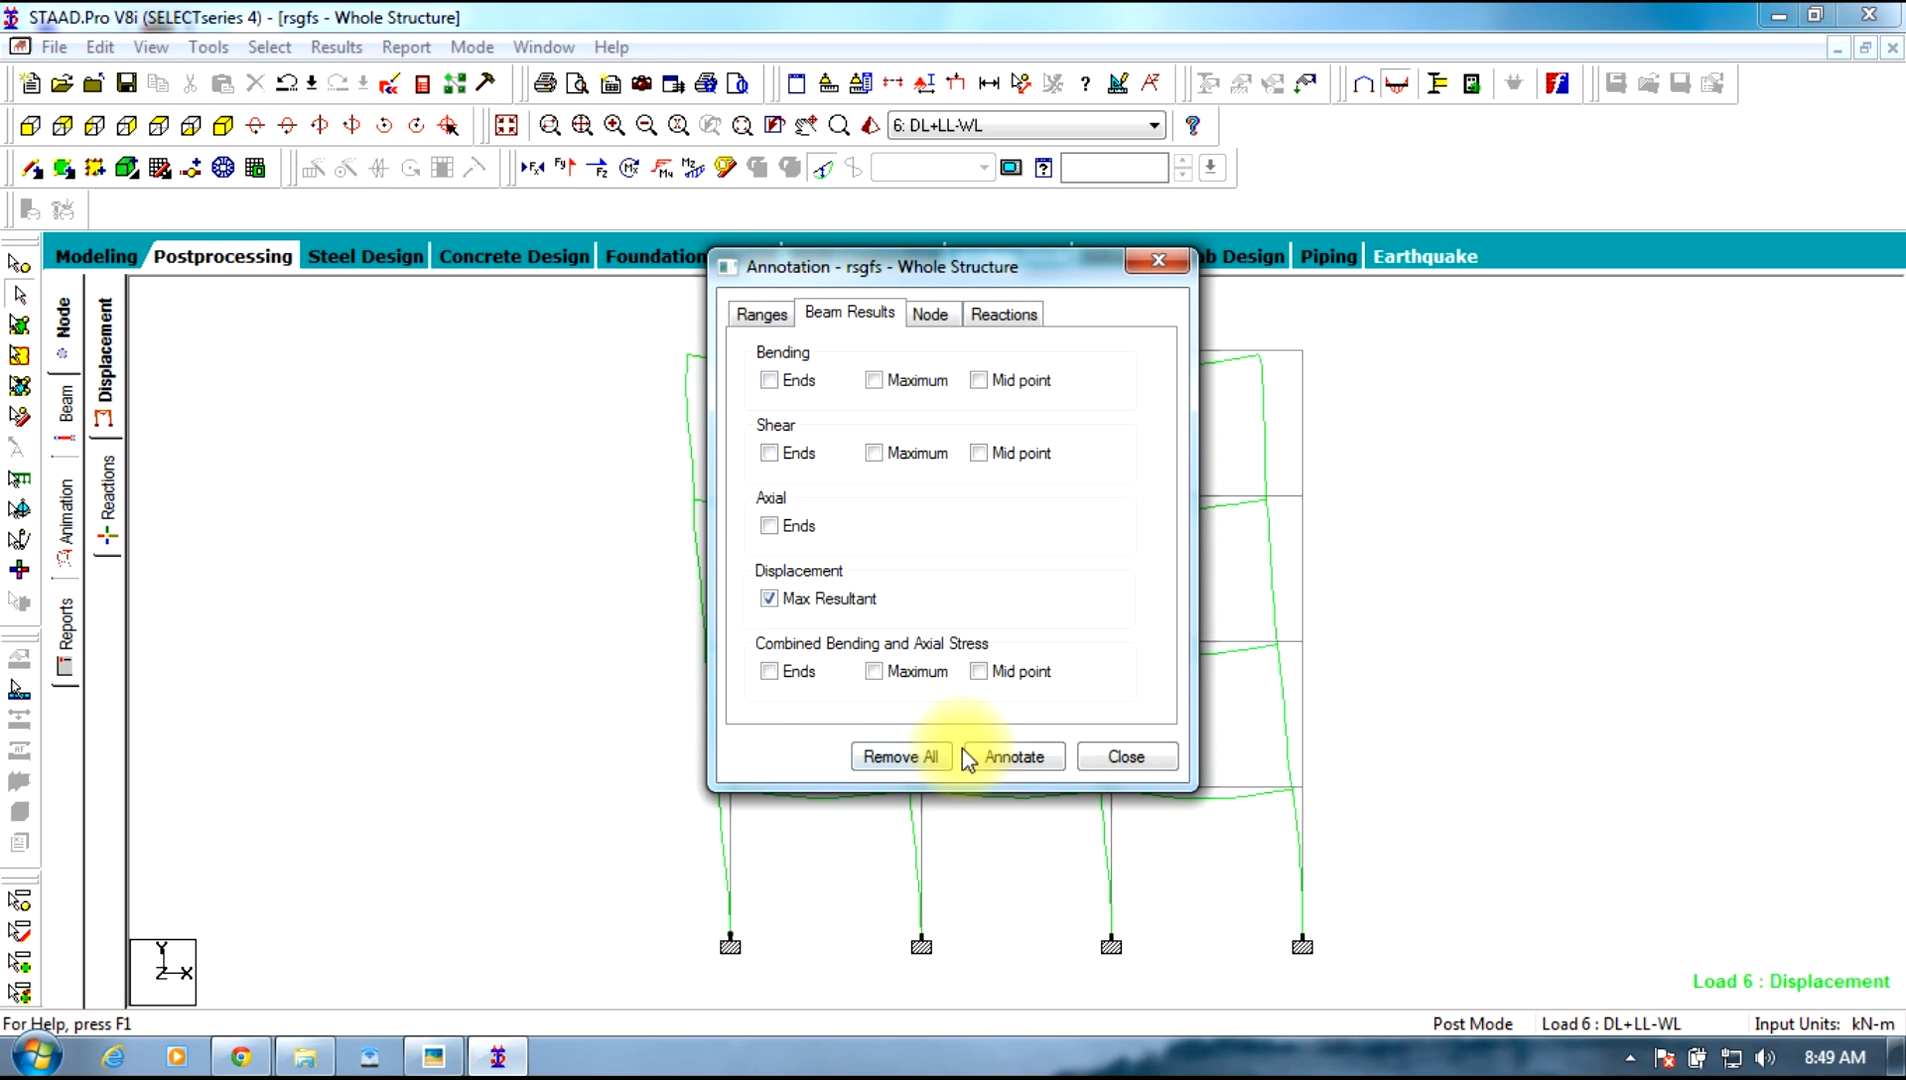 STAAD.Pro V8i (SELECTseries 4) - [rsgfs - Whole Structure]
File Edit View Tools Select Results Report Mode Window Help
6: DL+LL-WL
Modeling Postprocessing Steel Design Concrete Design Foundation b Design Piping Earthquake
Node
Beam
Animation
Reports
Displacement
Reactions
Annotation - rsgfs - Whole Structure
Ranges Beam Results Node Reactions
Bending
Ends Maximum Mid point
Shear
Ends Maximum Mid point
Axial
Ends
Displacement
Max Resultant
Combined Bending and Axial Stress
Ends Maximum Mid point
Remove All Annotate Close
Y
Z X
Load 6 : Displacement
For Help, press F1 Post Mode Load 6 : DL+LL-WL Input Units: kN-m
8:49 AM